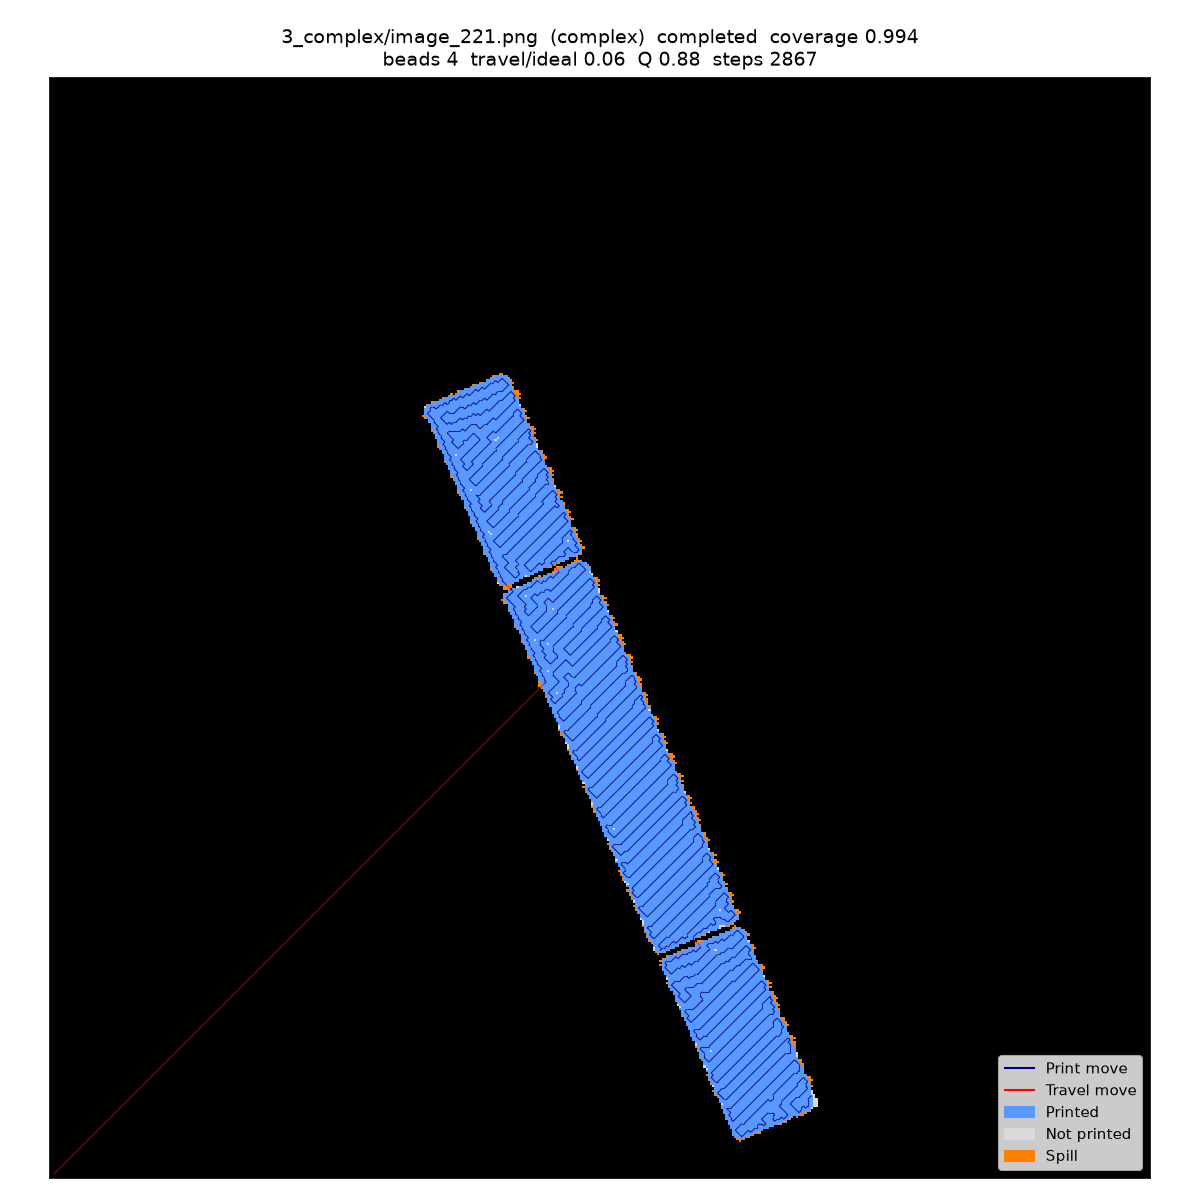 3_complex/image_221.png  (complex)  completed  coverage 0.994
beads 4  travel/ideal 0.06  Q 0.88  steps 2867
Print move
Travel move
Printed
Not printed
Spill